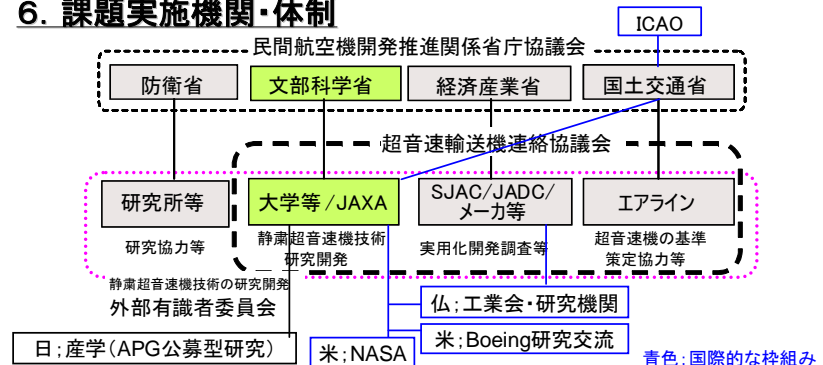 6. 課題実施機関・体制
ICAO
民間航空機開発推進関係省庁協議会
防衛省
文部科学省
経済産業省
国土交通省
超音速輸送機連絡協議会
研究所等
大学等/JAXA
SJAC/JADC/
メーカ等
エアライン
研究協力等
静粛超音速機技術
研究開発
実用化開発調査等
超音速機の基準
策定協力等
静粛超音速機技術の研究開発
外部有識者委員会
仏;工業会・研究機関
日;産学(APG公募型研究)
米;NASA
米;Boeing研究交流
青色;国際的な枠組み